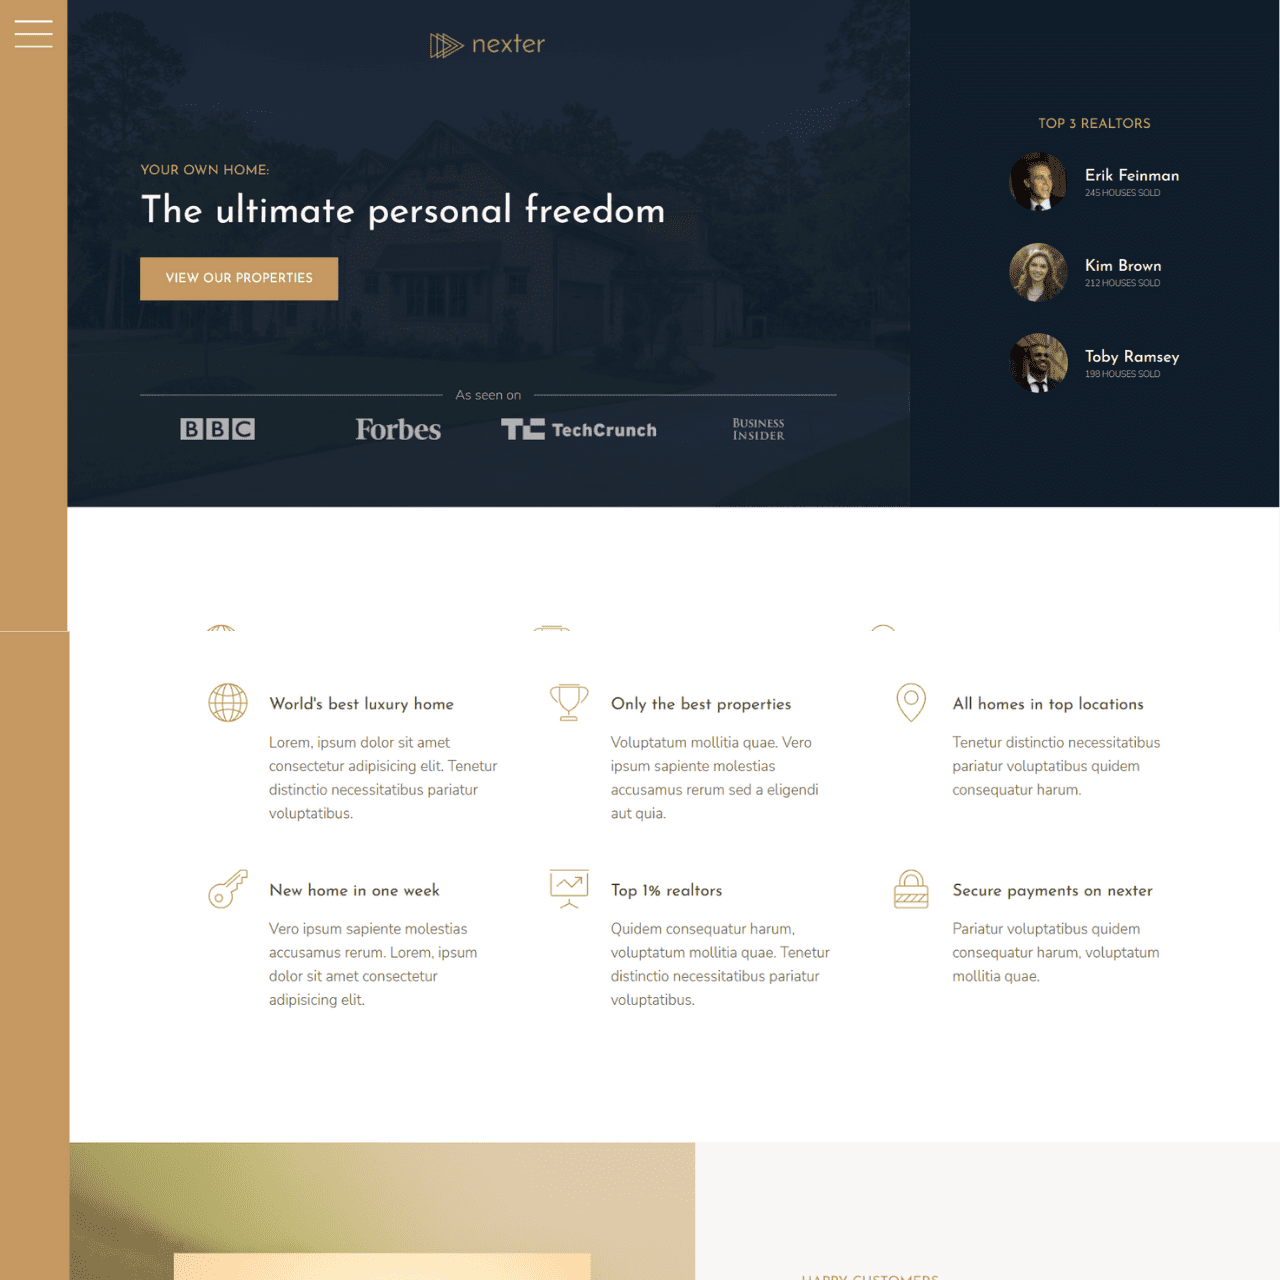 nexter
YOUR OWN HOME:
The ultimate personal freedom
VIEW OUR PROPERTIES
As seen on
BBC
Forbes
TC TechCrunch
BUSINESS
INSIDER
TOP 3 REALTORS
Erik Feinman
245 HOUSES SOLD
Kim Brown
212 HOUSES SOLD
Toby Ramsey
198 HOUSES SOLD
World's best luxury home
Lorem, ipsum dolor sit amet
consectetur adipisicing elit. Tenetur
distinctio necessitatibus pariatur
voluptatibus.
Only the best properties
Voluptatum mollitia quae. Vero
ipsum sapiente molestias
accusamus rerum sed a eligendi
aut quia.
All homes in top locations
Tenetur distinctio necessitatibus
pariatur voluptatibus quidem
consequatur harum.
New home in one week
Vero ipsum sapiente molestias
accusamus rerum. Lorem, ipsum
dolor sit amet consectetur
adipisicing elit.
Top 1% realtors
Quidem consequatur harum,
voluptatum mollitia quae. Tenetur
distinctio necessitatibus pariatur
voluptatibus.
Secure payments on nexter
Pariatur voluptatibus quidem
consequatur harum, voluptatum
mollitia quae.
HAPPY CUSTOMERS